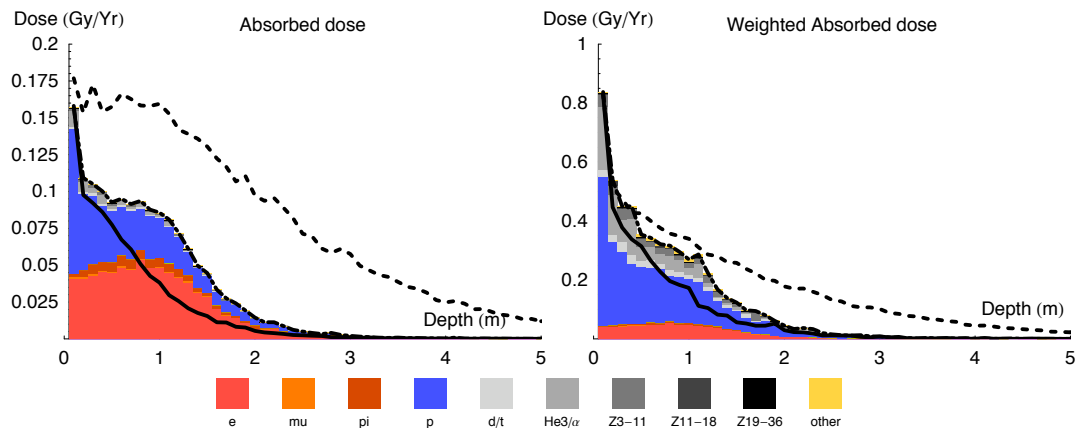 Dose (Gy/Yr) Absorbed dose
0.2
0.175
0.15
0.125
0.1
0.075
0.05
0.025
Depth (m)
0 1 2 3 4 5
Dose (Gy/Yr) Weighted Absorbed dose
1
0.8
0.6
0.4
0.2
Depth (m)
0 1 2 3 4 5
e mu pi p d/t He3/α Z3−11 Z11−18 Z19−36 other